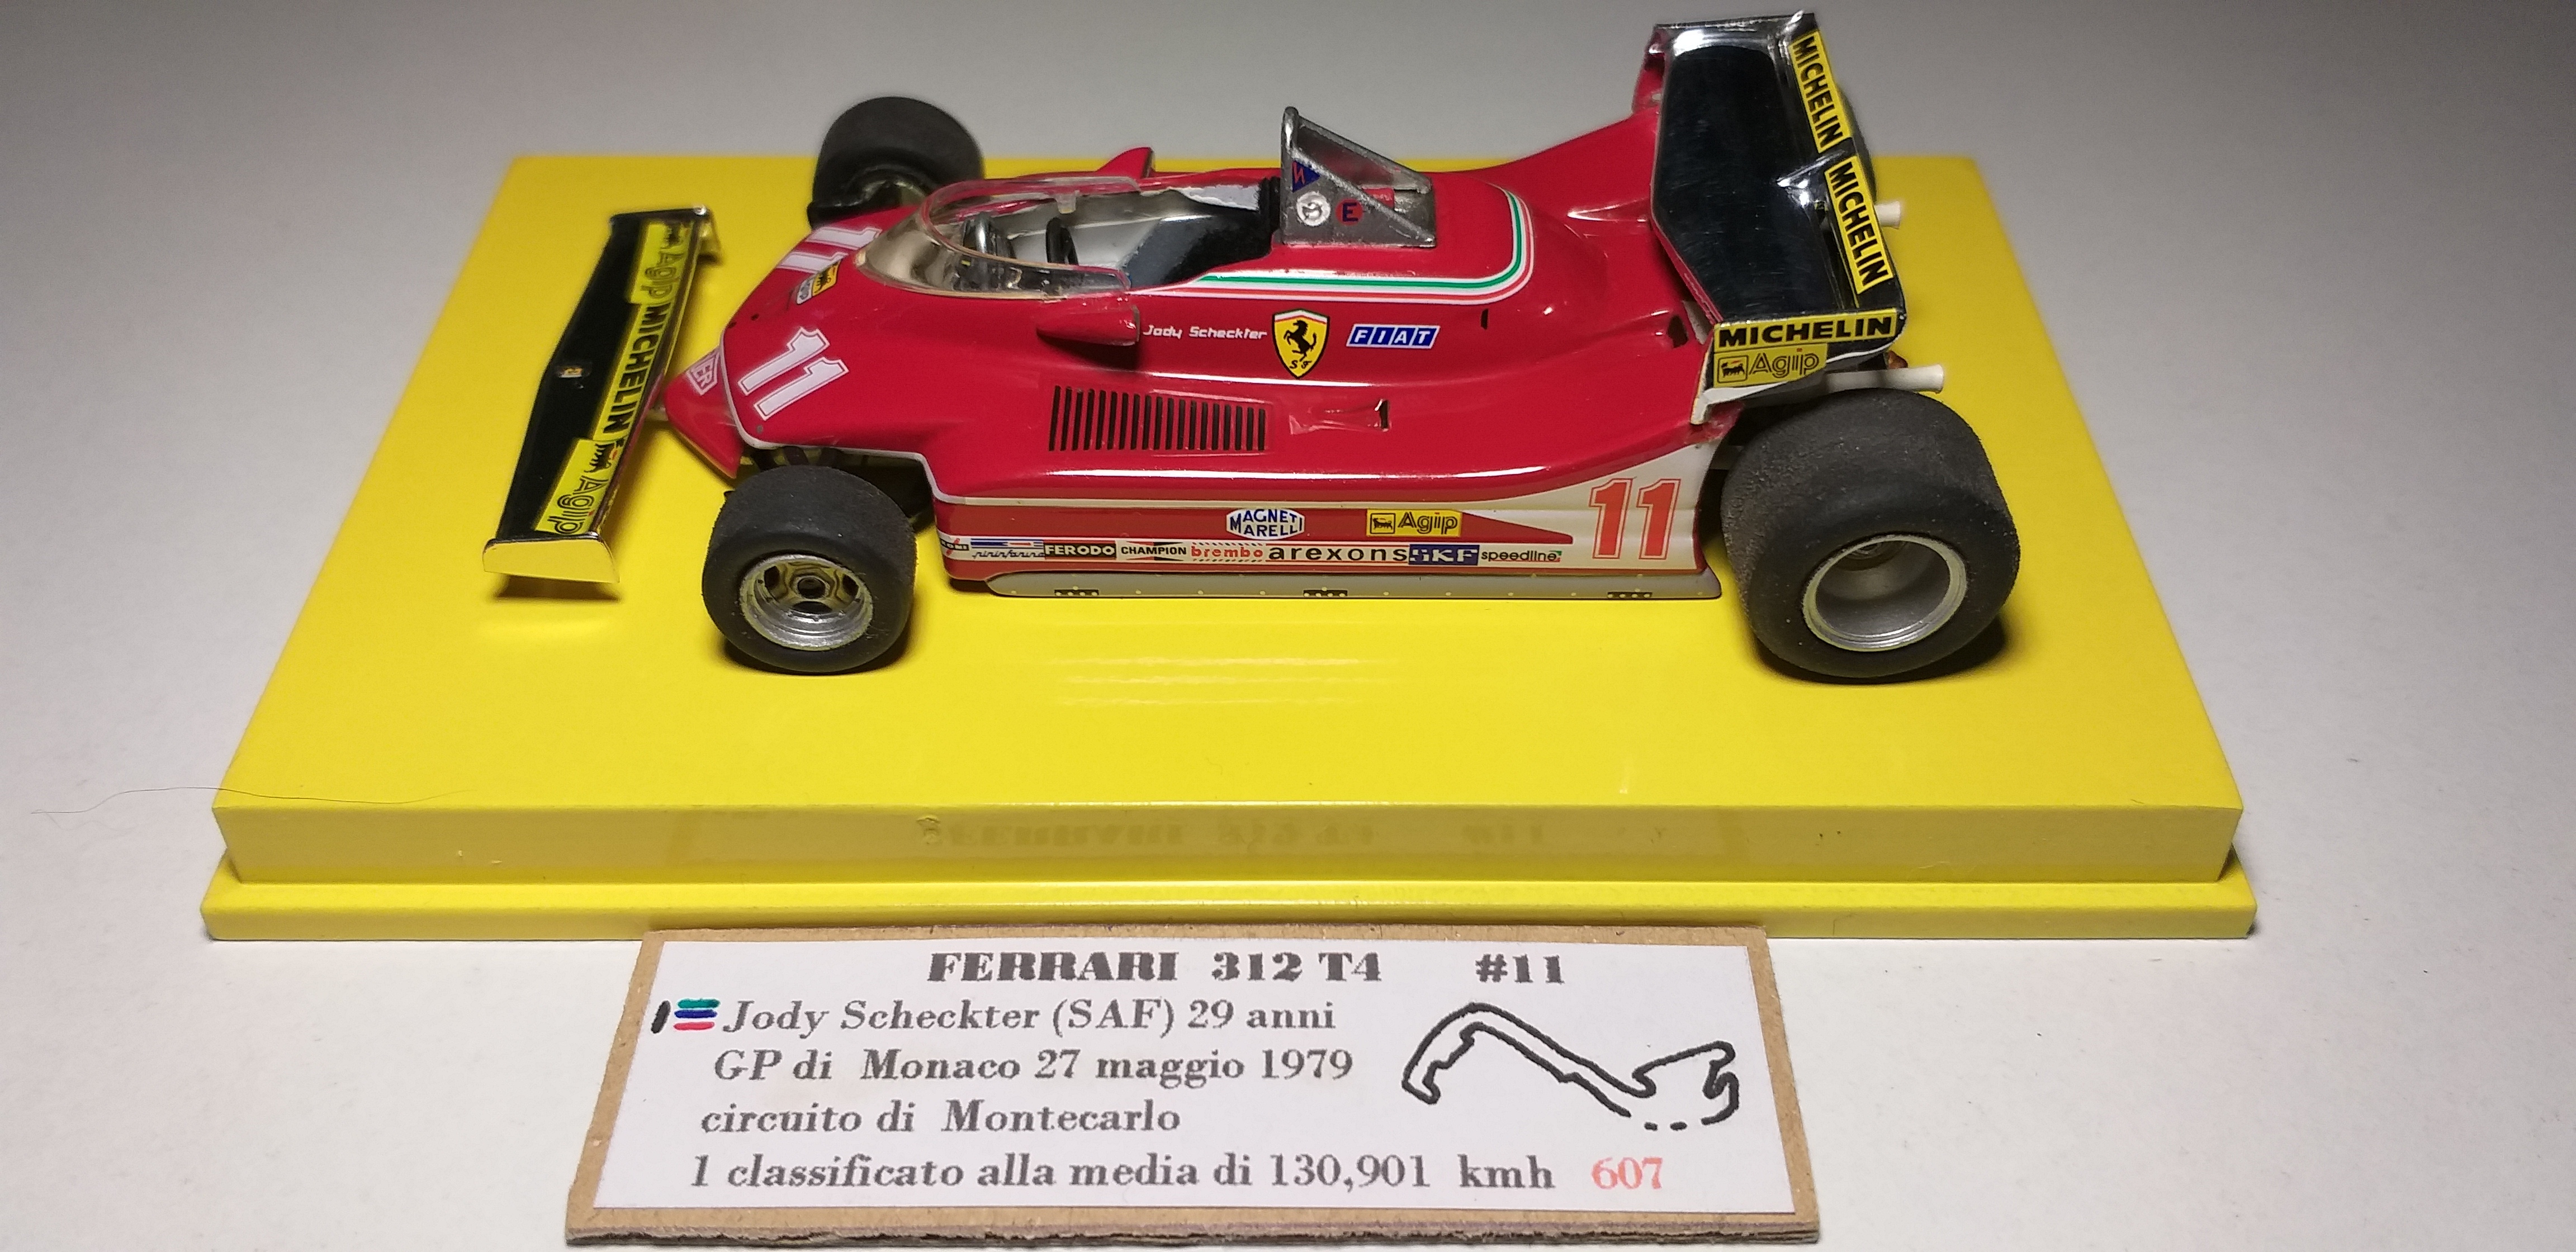 MICHELIN
MICHELIN
MICHELIN
Agip
Agip MICHELIN
Agip
11
11
E
Jody Scheckter
S F
FIAT
MAGNETI
MARELLI
Agip
11
pininfarina FERODO CHAMPION brembo arexons SKF speedline
FERRARI 312 T4 #11
Jody Scheckter (SAF) 29 anni
GP di Monaco 27 maggio 1979
circuito di Montecarlo
1 classificato alla media di 130,901 kmh 607